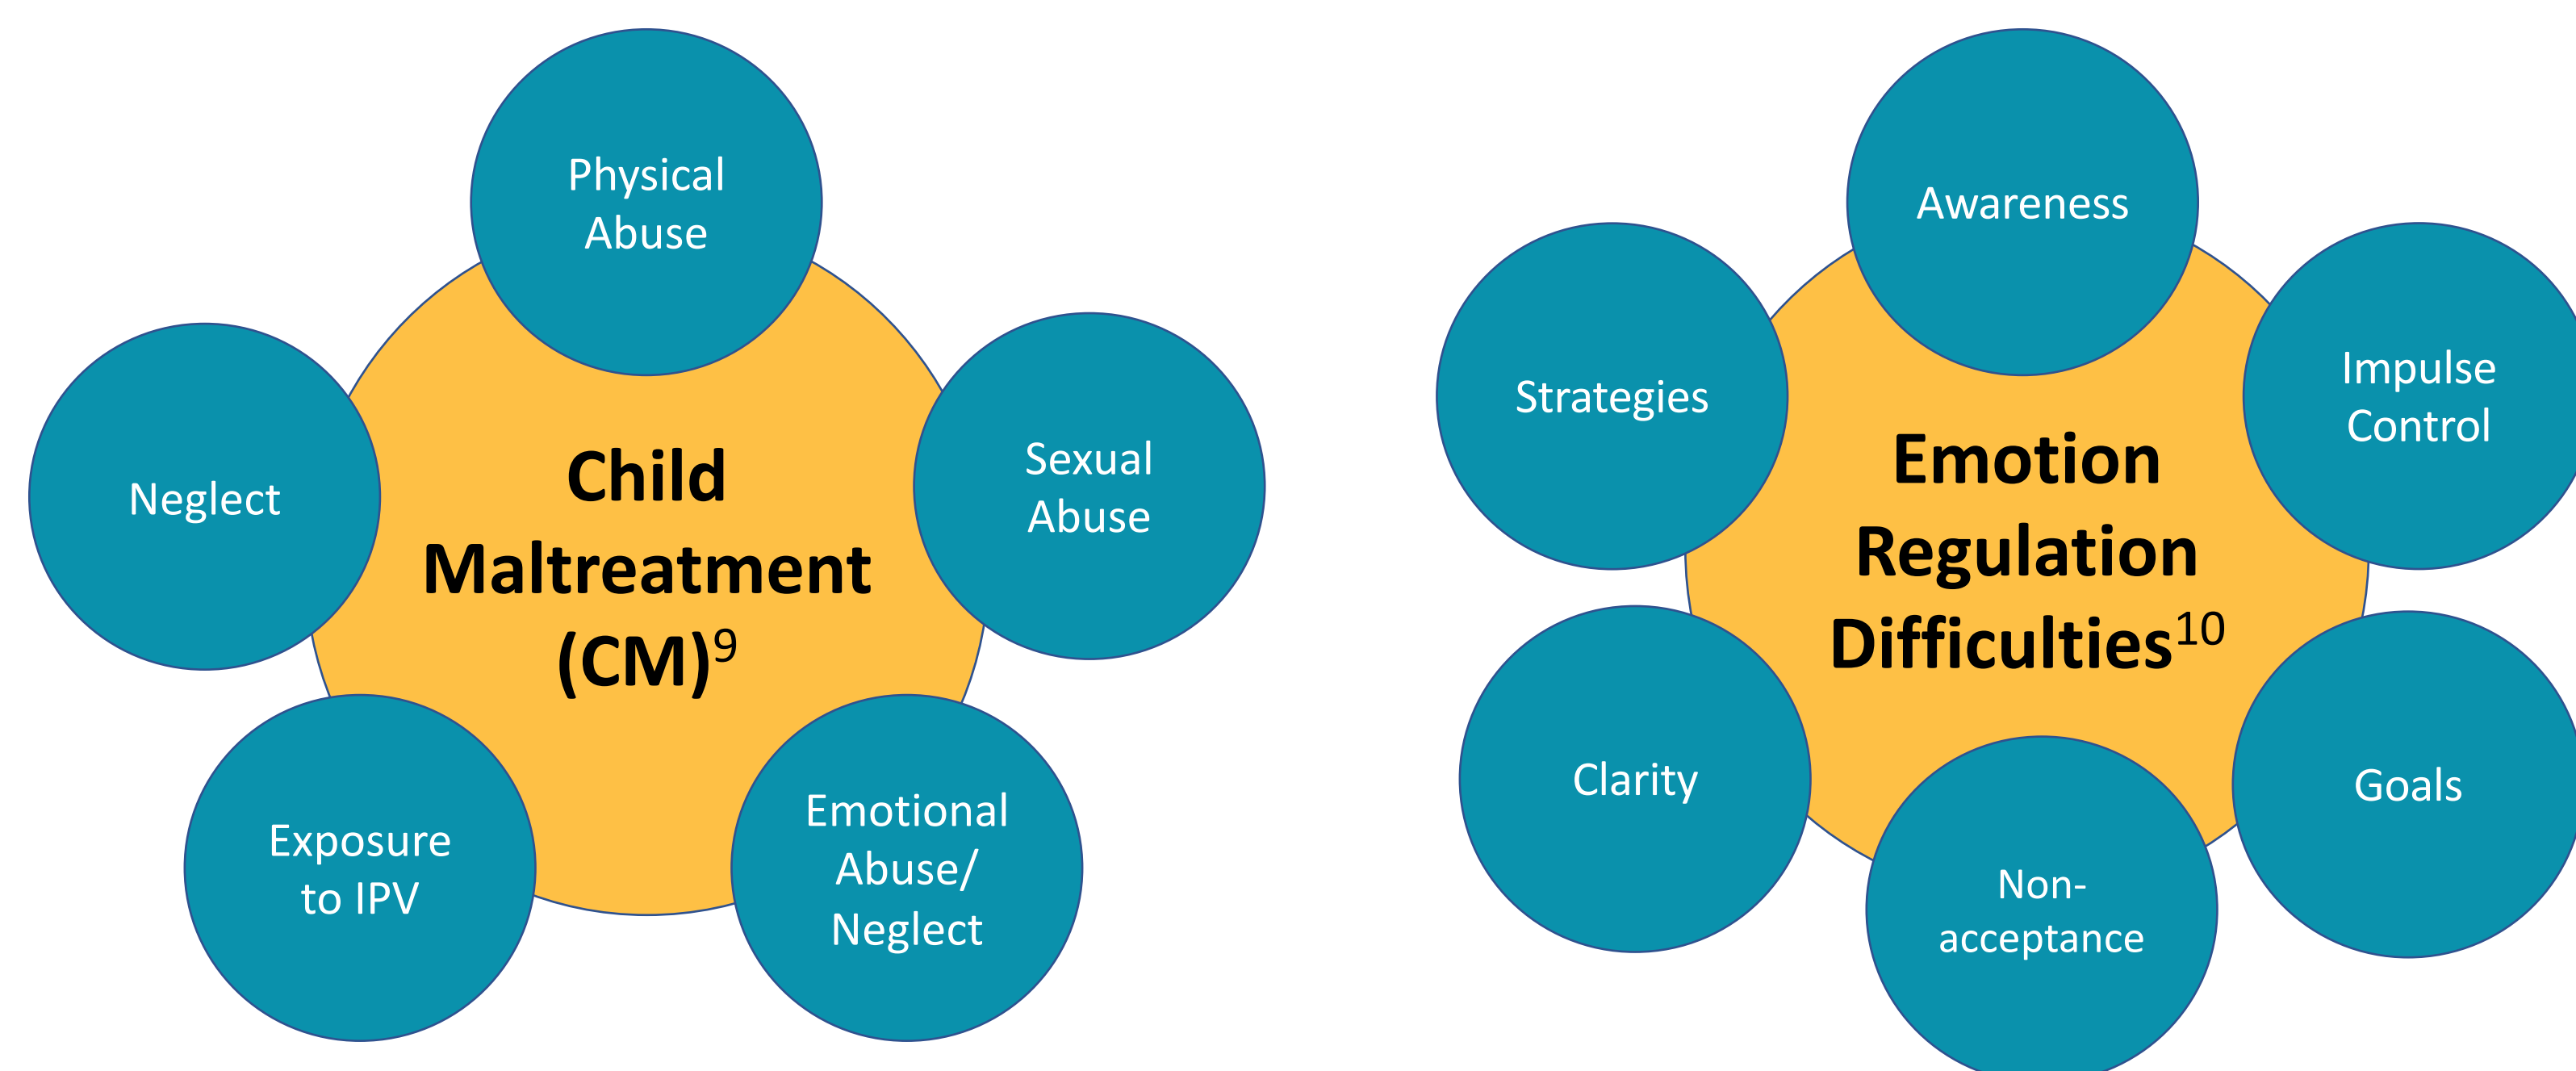 Physical
Abuse
Sexual
Abuse
Emotional
Abuse/
Neglect
Exposure
to IPV
Neglect
Child
Maltreatment
(CM)9
Awareness
Impulse
Control
Goals
Non-
acceptance
Clarity
Strategies
Emotion
Regulation
Difficulties10